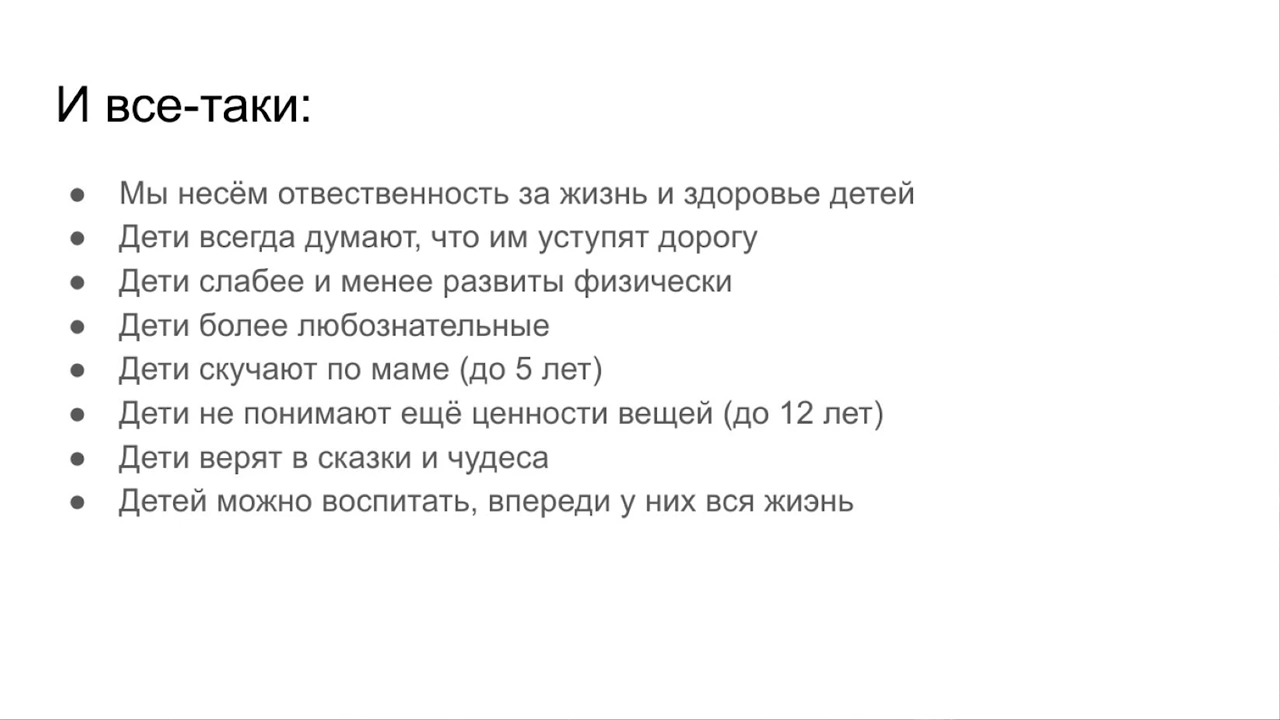 И все-таки:
● Мы несём отвественность за жизнь и здоровье детей
● Дети всегда думают, что им уступят дорогу
● Дети слабее и менее развиты физически
● Дети более любознательные
● Дети скучают по маме (до 5 лет)
● Дети не понимают ещё ценности вещей (до 12 лет)
● Дети верят в сказки и чудеса
● Детей можно воспитать, впереди у них вся жиэнь